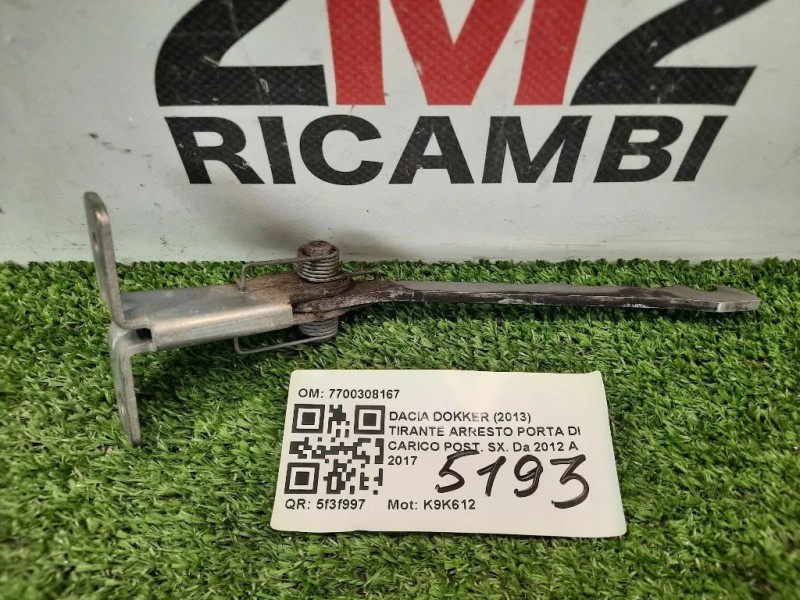 2M2
RICAMBI
OM: 7700308167
DACIA DOKKER (2013)
TIRANTE ARRESTO PORTA DI
CARICO POST. SX. Da 2012 A
2017
5193
QR: 5f3f997 Mot: K9K612